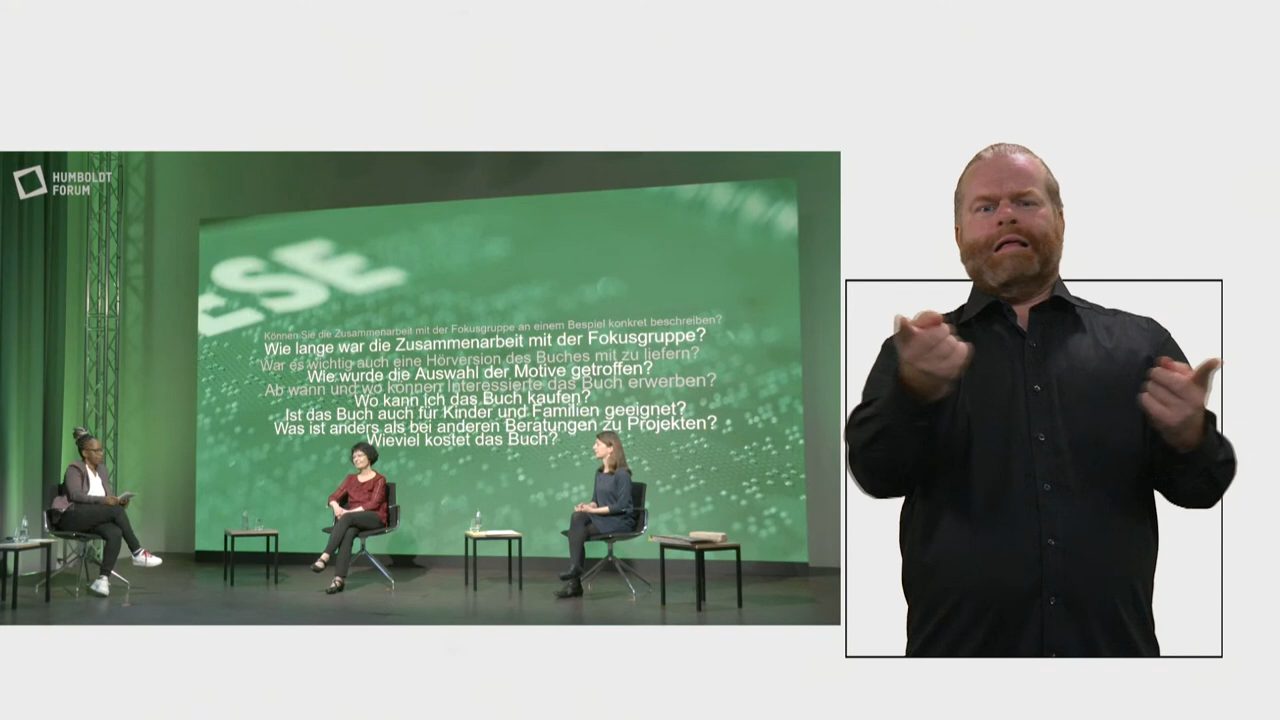 HUMBOLDT
FORUM
ESE
Können Sie die Zusammenarbeit mit der Fokusgruppe an einem Bespiel konkret beschreiben?
Wie lange war die Zusammenarbeit mit der Fokusgruppe?
War es wichtig auch eine Hörversion des Buches mit zu liefern?
Wie wurde die Auswahl der Motive getroffen?
Ab wann und wo können Interessierte das Buch erwerben?
Wo kann ich das Buch kaufen?
Ist das Buch auch für Kinder und Familien geeignet?
Was ist anders als bei anderen Beratungen zu Projekten?
Wieviel kostet das Buch?